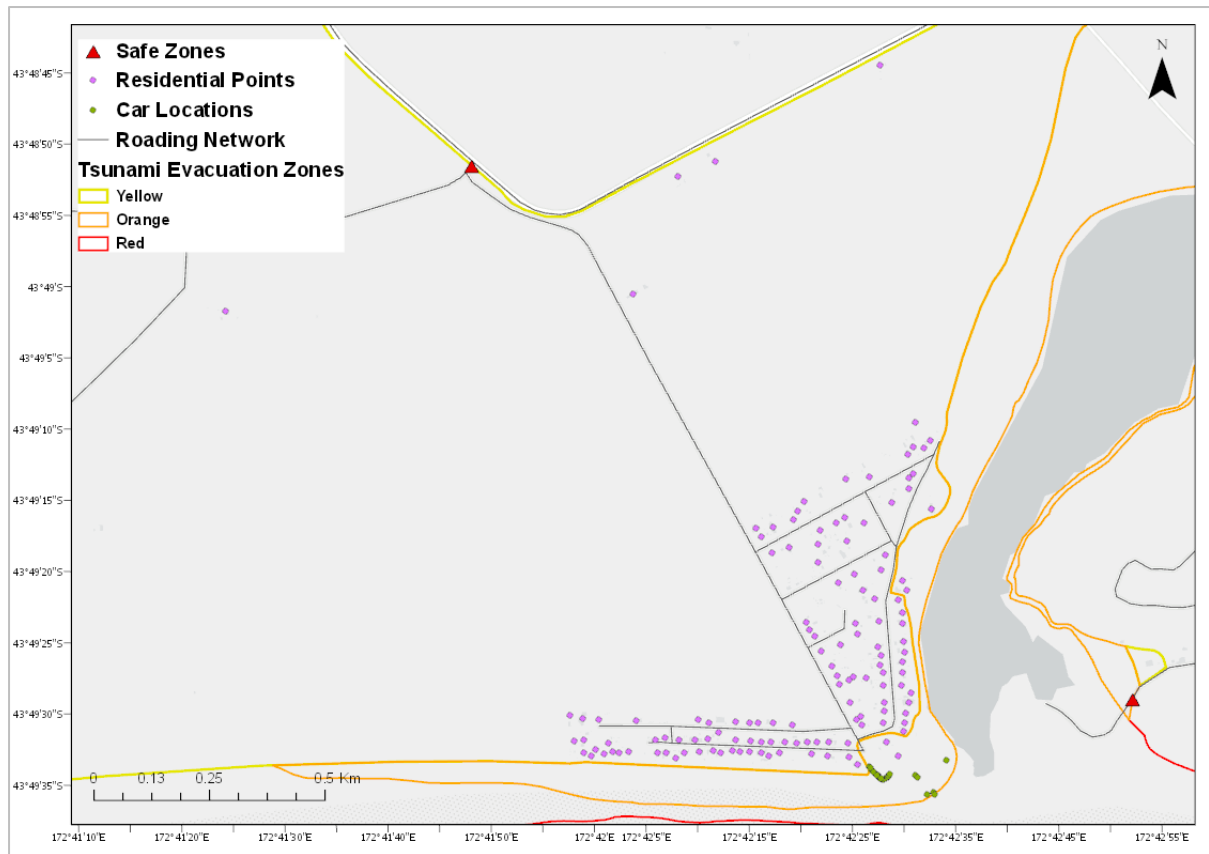 Safe Zones
Residential Points
Car Locations
Roading Network
Tsunami Evacuation Zones
Yellow
Orange
Red
N
43°48'45"S
43°48'50"S
43°48'55"S
43°49'S
43°49'5"S
43°49'10"S
43°49'15"S
43°49'20"S
43°49'25"S
43°49'30"S
43°49'35"S
0 0.13 0.25 0.5 Km
172°41'10"E 172°41'20"E 172°41'30"E 172°41'40"E 172°41'50"E 172°42'E 172°42'5"E 172°42'15"E 172°42'25"E 172°42'35"E 172°42'45"E 172°42'55"E